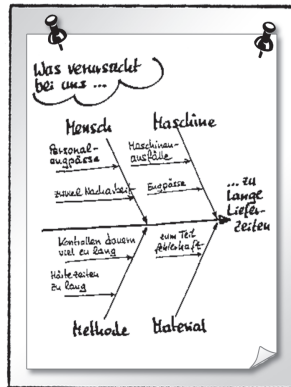 Was verursacht
bei uns ...
Mensch
Maschine
Personal-
engpässe
Maschinen-
ausfälle
zuviel Nacharbeit
Engpässe
... zu
lange
Liefer-
zeiten
Kontrollen dauern
viel zu lang
zum Teil
fehlerhaft
zu lang
Methode
Material